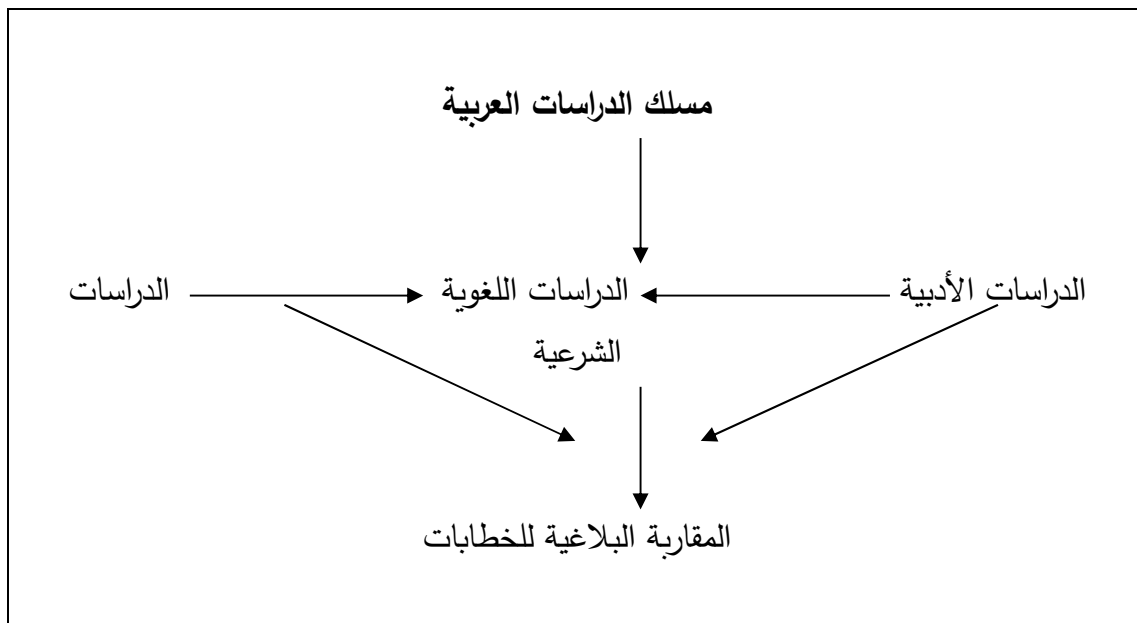 مسلك الدراسات العربية
الدراسات الأدبية الدراسات اللغوية الدراسات
الشرعية
المقاربة البلاغية للخطابات